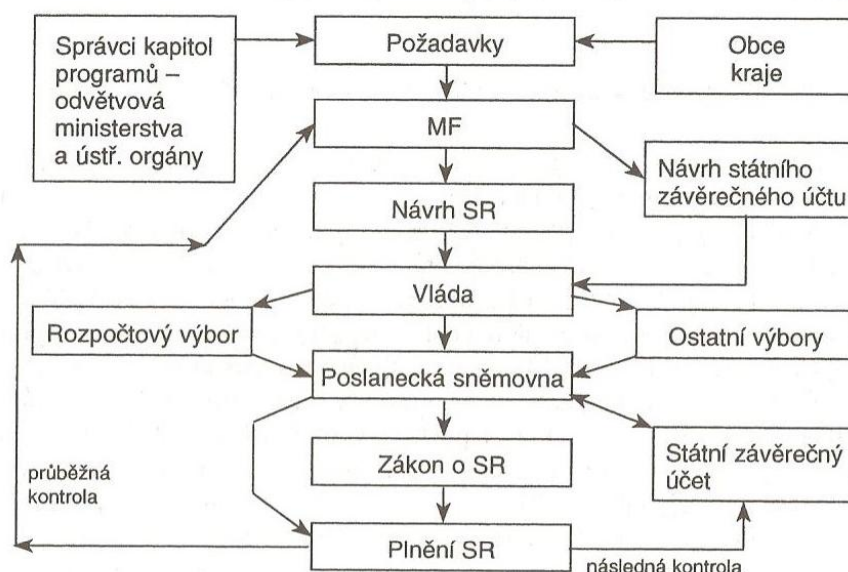 Správci kapitol
programů –
odvětvová
ministerstva
a ústř. orgány
Požadavky
Obce
kraje
MF
Návrh státního
závěrečného účtu
Návrh SR
Vláda
Rozpočtový výbor
Ostatní výbory
Poslanecká sněmovna
Zákon o SR
Státní závěrečný
účet
průběžná
kontrola
Plnění SR
následná kontrola